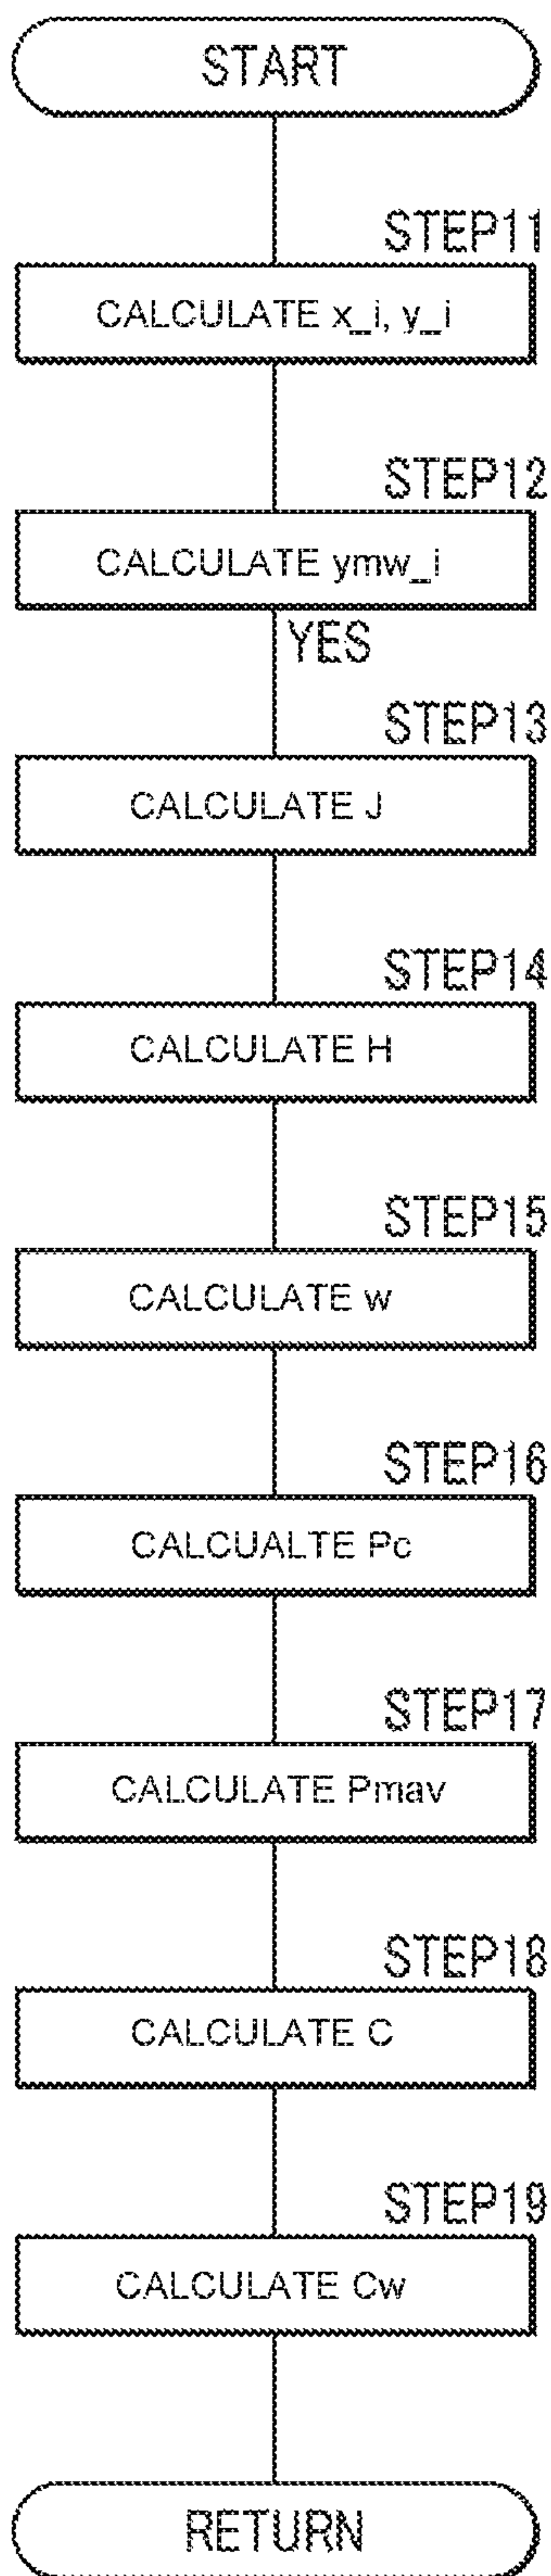 START
STEP11
CALCULATE x_i, y_i
STEP12
CALCULATE ymw_i
YES
STEP13
CALCULATE J
STEP14
CALCULATE H
STEP15
CALCULATE w
STEP16
CALCUALTE Pc
STEP17
CALCULATE Pmav
STEP18
CALCULATE C
STEP19
CALCULATE Cw
RETURN